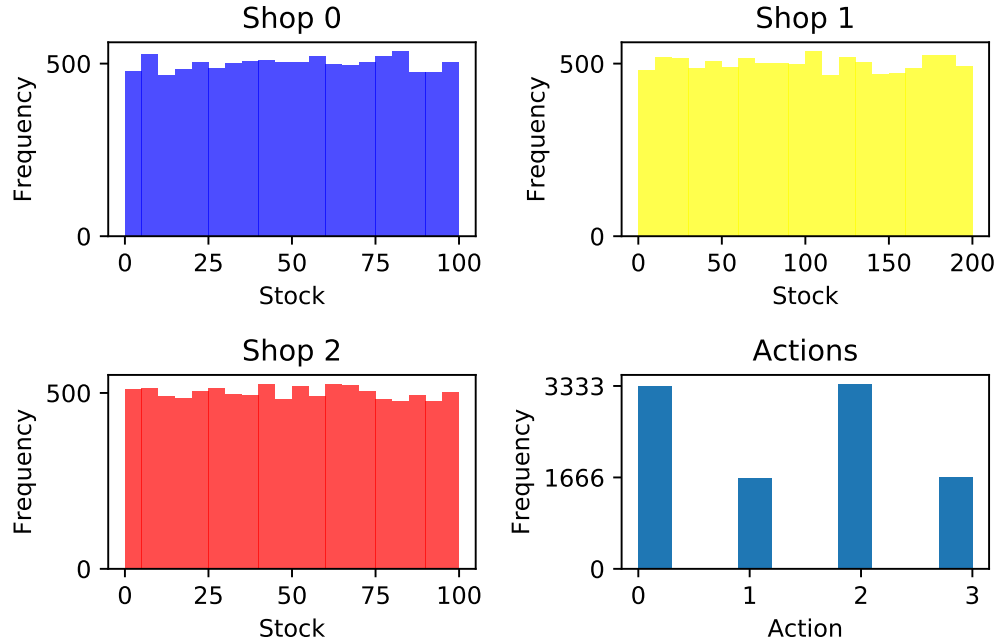 Shop 0
Frequency
500
0
0 25 50 75 100
Stock
Shop 1
Frequency
500
0
0 50 100 150 200
Stock
Shop 2
Frequency
500
0
0 25 50 75 100
Stock
Actions
Frequency
3333
1666
0
0 1 2 3
Action